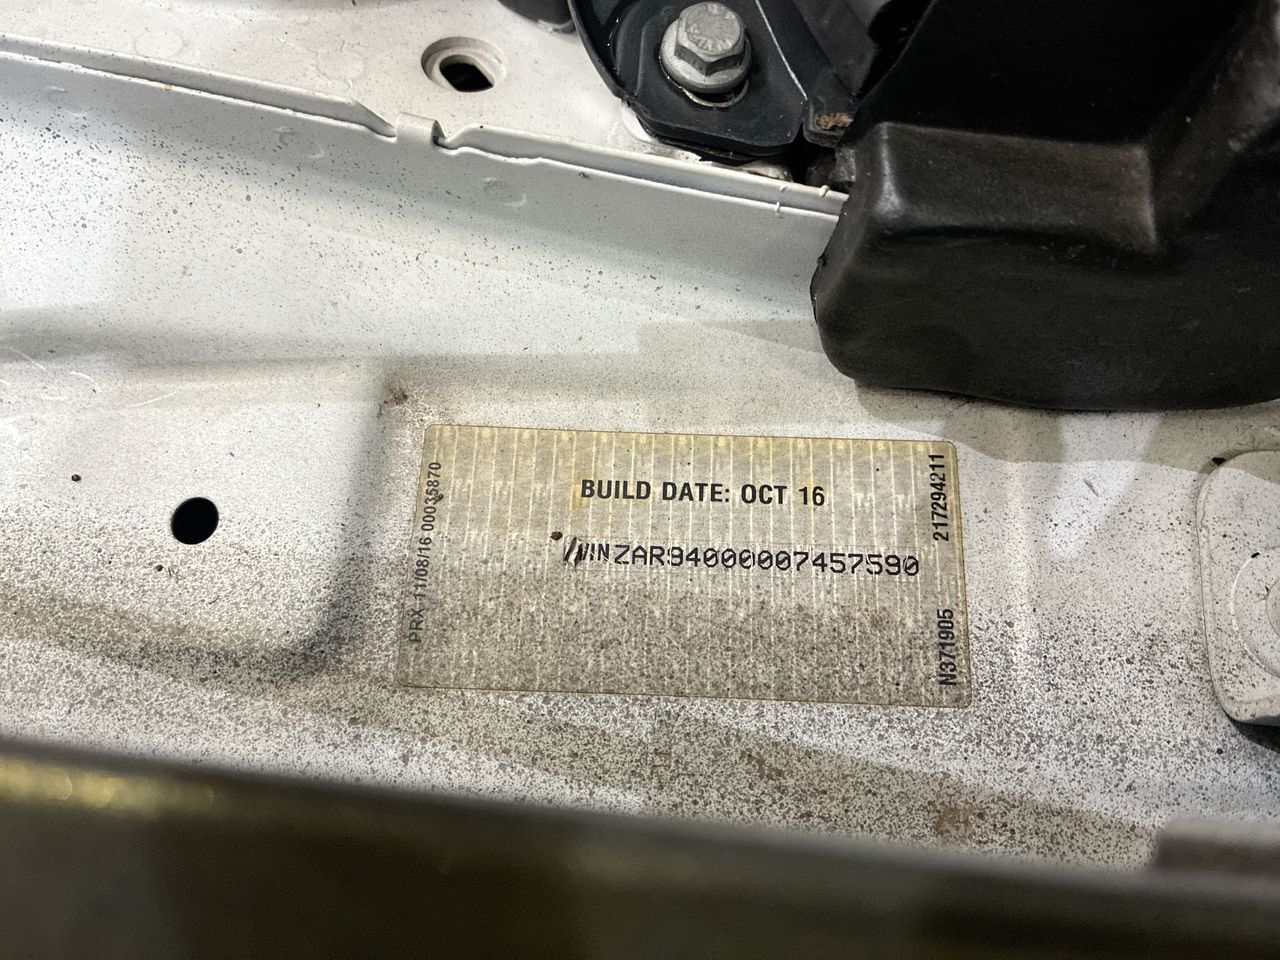 BUILD DATE: OCT 16
VIN ZAR94000007457590
PRX 11/08/16 00035870
217294211
N371905